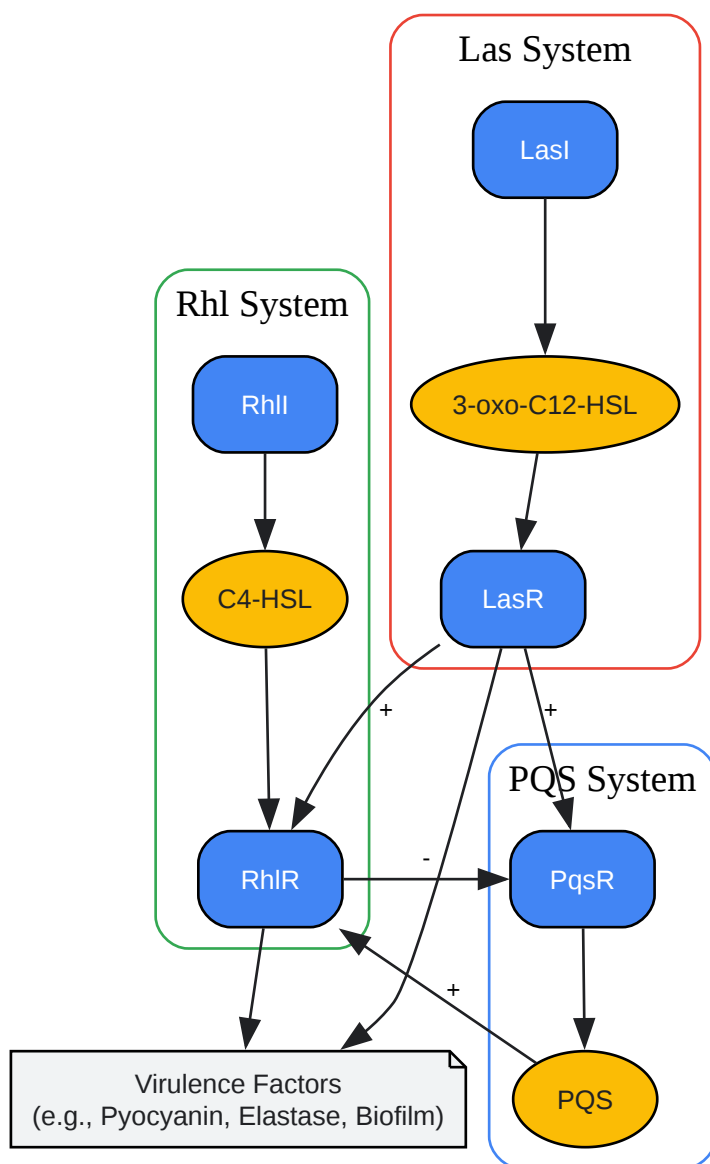 Las System
LasI
Rhl System
RhlI
3-oxo-C12-HSL
C4-HSL
LasR
+
+
PQS System
RhlR
-
PqsR
+
Virulence Factors
(e.g., Pyocyanin, Elastase, Biofilm)
PQS